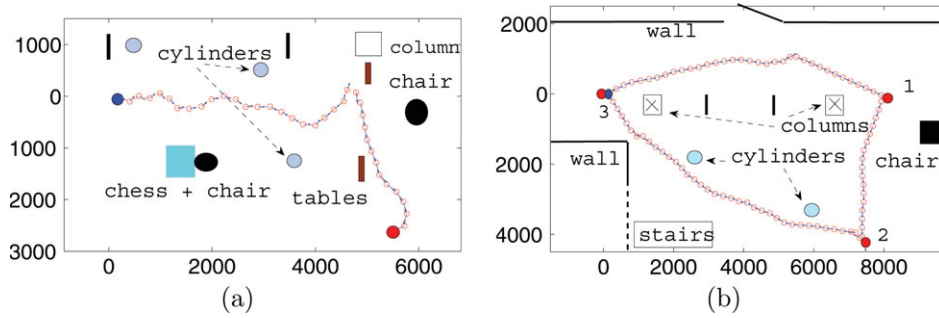 1000
0
1000
2000
3000
0
2000
4000
6000
cylinders
column
chair
chess + chair
tables
(a)
2000
0
2000
4000
0
2000
4000
6000
8000
wall
1
3
columns
wall
cylinders
chair
stairs
2
(b)